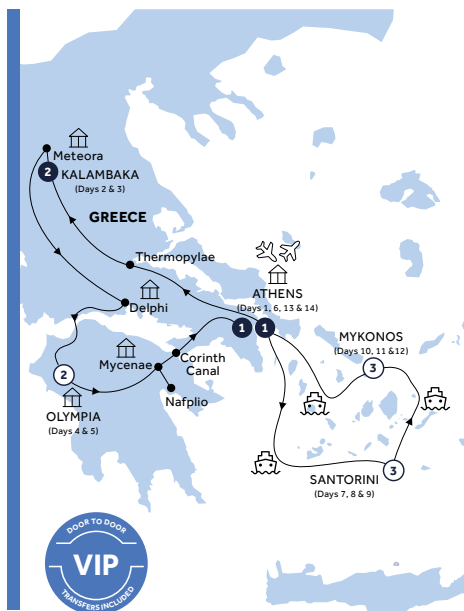 Meteora
2
KALAMBAKA
(Days 2 & 3)
GREECE
Thermopylae
ATHENS
(Days 1, 6, 13 & 14)
Delphi
1
1
MYKONOS
(Days 10, 11 &12)
Corinth
Canal
Mycenae
3
2
Nafplio
OLYMPIA
(Days 4 & 5)
3
SANTORINI
(Days 7, 8 & 9)
DOOR TO DOOR
VIP
TRANSFERS INCLUDED